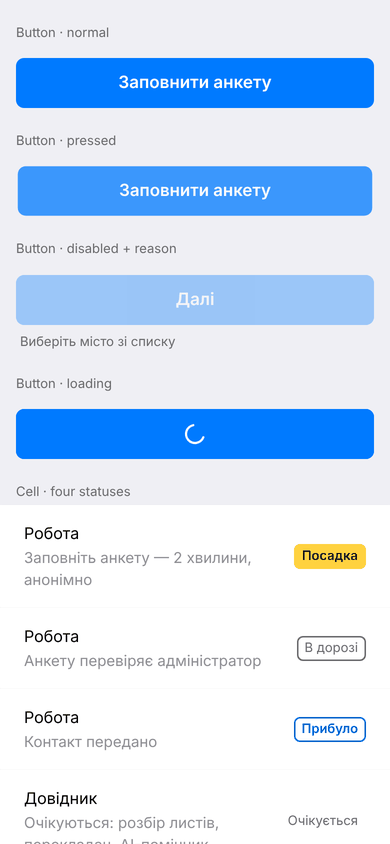 Button · normal
Заповнити анкету
Button · pressed
Заповнити анкету
Button · disabled + reason
Далі
Виберіть місто зі списку
Button · loading
Cell · four statuses
Робота
Заповніть анкету — 2 хвилини,
анонімно
Посадка
Робота
Анкету перевіряє адміністратор
В дорозі
Робота
Контакт передано
Прибуло
Довідник
Очікуються: розбір листів,
Очікується